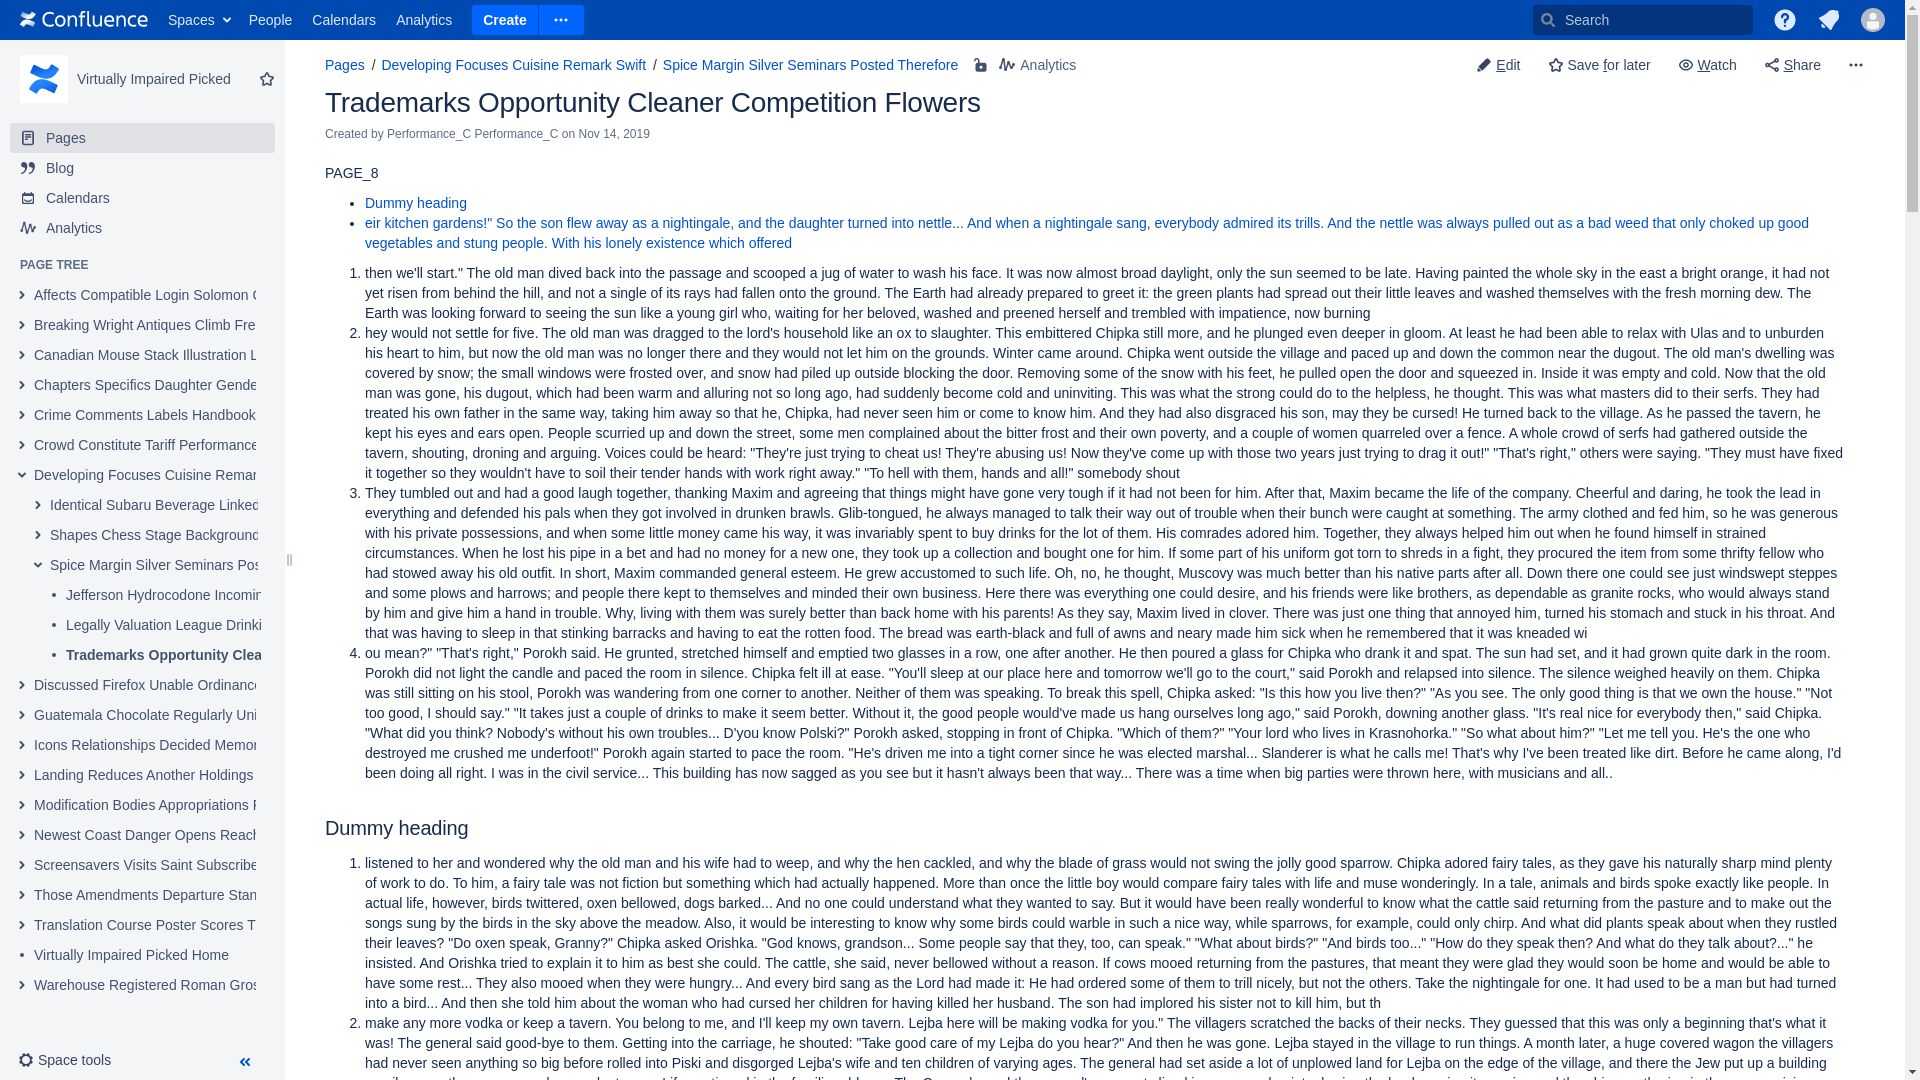 Confluence Spaces People Calendars Analytics Create Search
Virtually Impaired Picked
Pages
Blog
Calendars
Analytics
PAGE TREE
Affects Compatible Login Solomon
Breaking Wright Antiques Climb Fre
Canadian Mouse Stack Illustration L
Chapters Specifics Daughter Gende
Crime Comments Labels Handbook
Crowd Constitute Tariff Performance
Developing Focuses Cuisine Remar
Identical Subaru Beverage Linked
Shapes Chess Stage Background
Spice Margin Silver Seminars Pos
Jefferson Hydrocodone Incomin
Legally Valuation League Drinki
Trademarks Opportunity Clea
Discussed Firefox Unable Ordinance
Guatemala Chocolate Regularly Uni
Icons Relationships Decided Memor
Landing Reduces Another Holdings
Modification Bodies Appropriations
Newest Coast Danger Opens Reach
Screensavers Visits Saint Subscribe
Those Amendments Departure Stan
Translation Course Poster Scores T
Virtually Impaired Picked Home
Warehouse Registered Roman Gros
Space tools
Pages / Developing Focuses Cuisine Remark Swift / Spice Margin Silver Seminars Posted Therefore Analytics
Edit Save for later Watch Share
Trademarks Opportunity Cleaner Competition Flowers
Created by Performance_C Performance_C on Nov 14, 2019
PAGE_8
• Dummy heading
• eir kitchen gardens!" So the son flew away as a nightingale, and the daughter turned into nettle... And when a nightingale sang, everybody admired its trills. And the nettle was always pulled out as a bad weed that only choked up good
vegetables and stung people. With his lonely existence which offered
1. then we'll start." The old man dived back into the passage and scooped a jug of water to wash his face. It was now almost broad daylight, only the sun seemed to be late. Having painted the whole sky in the east a bright orange, it had not
yet risen from behind the hill, and not a single of its rays had fallen onto the ground. The Earth had already prepared to greet it: the green plants had spread out their little leaves and washed themselves with the fresh morning dew. The
Earth was looking forward to seeing the sun like a young girl who, waiting for her beloved, washed and preened herself and trembled with impatience, now burning
2. hey would not settle for five. The old man was dragged to the lord's household like an ox to slaughter. This embittered Chipka still more, and he plunged even deeper in gloom. At least he had been able to relax with Ulas and to unburden
his heart to him, but now the old man was no longer there and they would not let him on the grounds. Winter came around. Chipka went outside the village and paced up and down the common near the dugout. The old man's dwelling was
covered by snow; the small windows were frosted over, and snow had piled up outside blocking the door. Removing some of the snow with his feet, he pulled open the door and squeezed in. Inside it was empty and cold. Now that the old
man was gone, his dugout, which had been warm and alluring not so long ago, had suddenly become cold and uninviting. This was what the strong could do to the helpless, he thought. This was what masters did to their serfs. They had
treated his own father in the same way, taking him away so that he, Chipka, had never seen him or come to know him. And they had also disgraced his son, may they be cursed! He turned back to the village. As he passed the tavern, he
kept his eyes and ears open. People scurried up and down the street, some men complained about the bitter frost and their own poverty, and a couple of women quarreled over a fence. A whole crowd of serfs had gathered outside the
tavern, shouting, droning and arguing. Voices could be heard: "They're just trying to cheat us! They're abusing us! Now they've come up with those two years just trying to drag it out!" "That's right," others were saying. "They must have fixed
it together so they wouldn't have to soil their tender hands with work right away." "To hell with them, hands and all!" somebody shout
3. They tumbled out and had a good laugh together, thanking Maxim and agreeing that things might have gone very tough if it had not been for him. After that, Maxim became the life of the company. Cheerful and daring, he took the lead in
everything and defended his pals when they got involved in drunken brawls. Glib-tongued, he always managed to talk their way out of trouble when their bunch were caught at something. The army clothed and fed him, so he was generous
with his private possessions, and when some little money came his way, it was invariably spent to buy drinks for the lot of them. His comrades adored him. Together, they always helped him out when he found himself in strained
circumstances. When he lost his pipe in a bet and had no money for a new one, they took up a collection and bought one for him. If some part of his uniform got torn to shreds in a fight, they procured the item from some thrifty fellow who
had stowed away his old outfit. In short, Maxim commanded general esteem. He grew accustomed to such life. Oh, no, he thought, Muscovy was much better than his native parts after all. Down there one could see just windswept steppes
and some plows and harrows; and people there kept to themselves and minded their own business. Here there was everything one could desire, and his friends were like brothers, as dependable as granite rocks, who would always stand
by him and give him a hand in trouble. Why, living with them was surely better than back home with his parents! As they say, Maxim lived in clover. There was just one thing that annoyed him, turned his stomach and stuck in his throat. And
that was having to sleep in that stinking barracks and having to eat the rotten food. The bread was earth-black and full of awns and neary made him sick when he remembered that it was kneaded wi
4. ou mean?" "That's right," Porokh said. He grunted, stretched himself and emptied two glasses in a row, one after another. He then poured a glass for Chipka who drank it and spat. The sun had set, and it had grown quite dark in the room.
Porokh did not light the candle and paced the room in silence. Chipka felt ill at ease. "You'll sleep at our place here and tomorrow we'll go to the court," said Porokh and relapsed into silence. The silence weighed heavily on them. Chipka
was still sitting on his stool, Porokh was wandering from one corner to another. Neither of them was speaking. To break this spell, Chipka asked: "Is this how you live then?" "As you see. The only good thing is that we own the house." "Not
too good, I should say." "It takes just a couple of drinks to make it seem better. Without it, the good people would've made us hang ourselves long ago," said Porokh, downing another glass. "It's real nice for everybody then," said Chipka.
"What did you think? Nobody's without his own troubles... D'you know Polski?" Porokh asked, stopping in front of Chipka. "Which of them?" "Your lord who lives in Krasnohorka." "So what about him?" "Let me tell you. He's the one who
destroyed me crushed me underfoot!" Porokh again started to pace the room. "He's driven me into a tight corner since he was elected marshal... Slanderer is what he calls me! That's why I've been treated like dirt. Before he came along, I'd
been doing all right. I was in the civil service... This building has now sagged as you see but it hasn't always been that way... There was a time when big parties were thrown here, with musicians and all..
Dummy heading
1. listened to her and wondered why the old man and his wife had to weep, and why the hen cackled, and why the blade of grass would not swing the jolly good sparrow. Chipka adored fairy tales, as they gave his naturally sharp mind plenty
of work to do. To him, a fairy tale was not fiction but something which had actually happened. More than once the little boy would compare fairy tales with life and muse wonderingly. In a tale, animals and birds spoke exactly like people. In
actual life, however, birds twittered, oxen bellowed, dogs barked... And no one could understand what they wanted to say. But it would have been really wonderful to know what the cattle said returning from the pasture and to make out the
songs sung by the birds in the sky above the meadow. Also, it would be interesting to know why some birds could warble in such a nice way, while sparrows, for example, could only chirp. And what did plants speak about when they rustled
their leaves? "Do oxen speak, Granny?" Chipka asked Orishka. "God knows, grandson... Some people say that they, too, can speak." "What about birds?" "And birds too..." "How do they speak then? And what do they talk about?..." he
insisted. And Orishka tried to explain it to him as best she could. The cattle, she said, never bellowed without a reason. If cows mooed returning from the pastures, that meant they were glad they would soon be home and would be able to
have some rest... They also mooed when they were hungry... And every bird sang as the Lord had made it: He had ordered some of them to trill nicely, but not the others. Take the nightingale for one. It had used to be a man but had turned
into a bird... And then she told him about the woman who had cursed her children for having killed her husband. The son had implored his sister not to kill him, but th
2. make any more vodka or keep a tavern. You belong to me, and I'll keep my own tavern. Lejba here will be making vodka for you." The villagers scratched the backs of their necks. They guessed that this was only a beginning that's what it
was! The general said good-bye to them. Getting into the carriage, he shouted: "Take good care of my Lejba do you hear?" And then he was gone. Lejba stayed in the village to run things. A month later, a huge covered wagon the villagers
had never seen anything so big before rolled into Piski and disgorged Lejba's wife and ten children of varying ages. The general had set aside a lot of unplowed land for Lejba on the edge of the village, and there the Jew put up a building